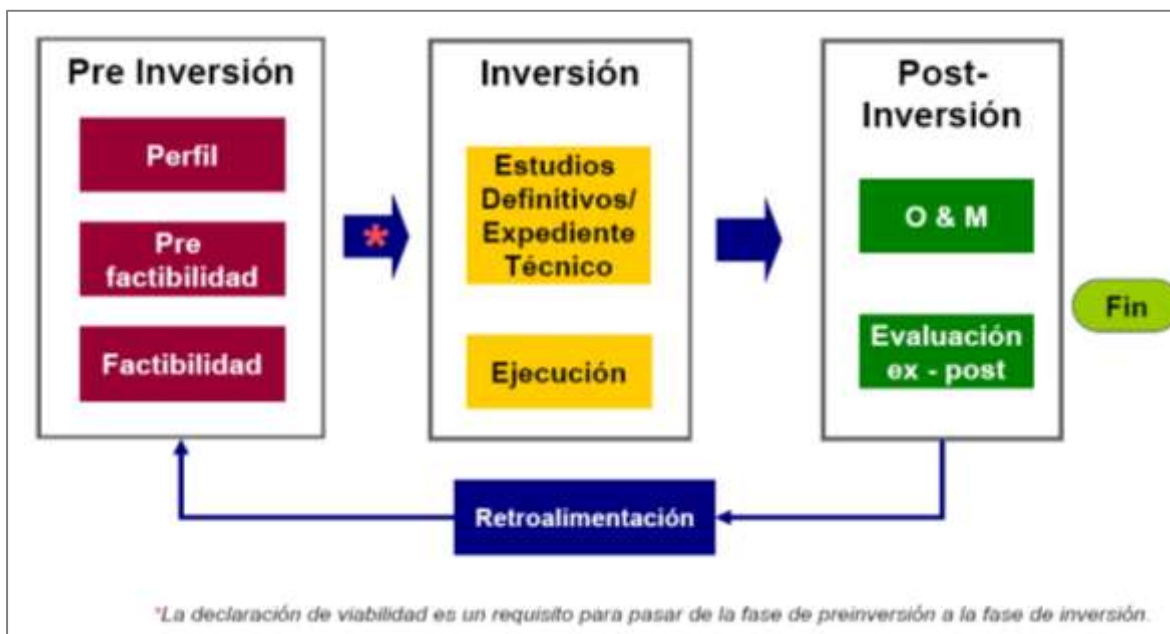 Pre Inversión
Perfil
Pre
factibilidad
Factibilidad
*
Inversión
Estudios
Definitivos/
Expediente
Técnico
Ejecución
Post-
Inversión
O & M
Evaluación
ex - post
Fin
Retroalimentación
*La declaración de viabilidad es un requisito para pasar de la fase de preinversión a la fase de inversión.